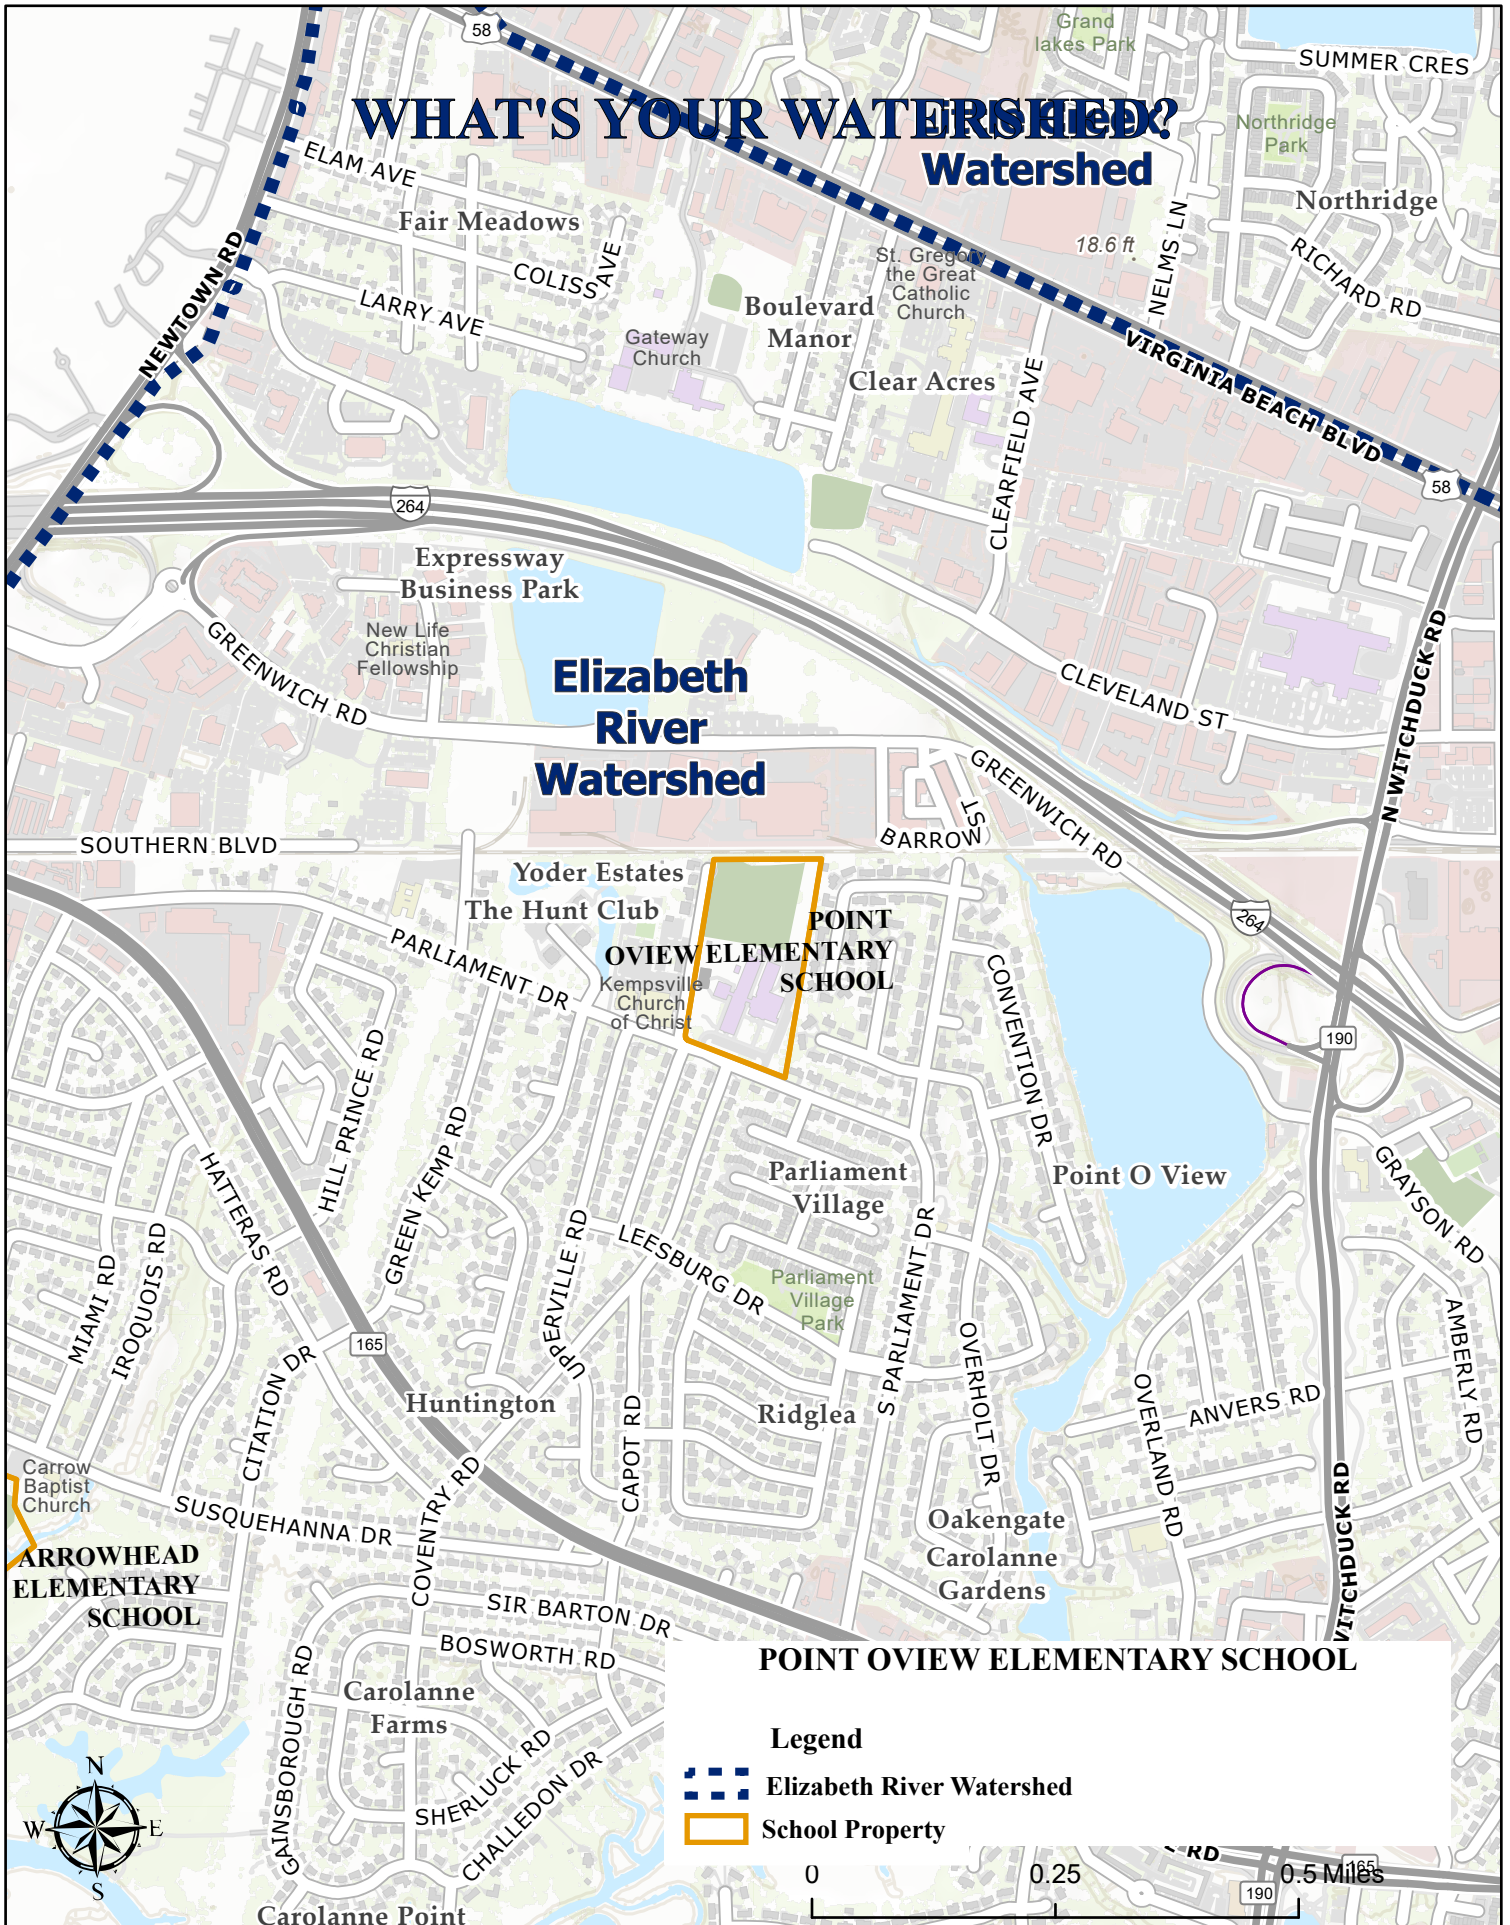 58
Grand
lakes Park
SUMMER CRES
WHAT'S YOUR WATERSHED?
Little Creek
Watershed
Northridge
Park
ELAM AVE
Fair Meadows
Northridge
COLISS AVE
NELMS LN
18.6 ft
RICHARD RD
St. Gregory
the Great
Catholic
Church
NEWTOWN RD
LARRY AVE
Boulevard
Manor
Gateway
Church
VIRGINIA BEACH BLVD
Clear Acres
CLEARFIELD AVE
58
264
Expressway
Business Park
New Life
Christian
Fellowship
GREENWICH RD
Elizabeth
River
Watershed
CLEVELAND ST
N WITCHDUCK RD
GREENWICH RD
BARROW ST
SOUTHERN BLVD
Yoder Estates
The Hunt Club
POINT
OVIEW ELEMENTARY
SCHOOL
264
PARLIAMENT DR
Kempsville
Church
of Christ
CONVENTION DR
190
HILL PRINCE RD
GREEN KEMP RD
HATTERAS RD
Parliament
Village
Point O View
GRAYSON RD
MIAMI RD
IROQUOIS RD
UPPERVILLE RD
LEESBURG DR
S PARLIAMENT DR
Parliament
Village
Park
AMBERLY RD
165
CITATION DR
OVERHOLT DR
Huntington
Ridglea
OVERLAND RD
ANVERS RD
CAPOT RD
Carrow
Baptist
Church
COVENTRY RD
SUSQUEHANNA DR
Oakengate
Carolanne
Gardens
WITCHDUCK RD
ARROWHEAD
ELEMENTARY
SCHOOL
SIR BARTON DR
BOSWORTH RD
GAINSBOROUGH RD
Carolanne
Farms
SHERLUCK RD
CHALLEDON DR
Carolanne Point
POINT OVIEW ELEMENTARY SCHOOL
Legend
Elizabeth River Watershed
School Property
N
W E
S
RD
0 0.25 0.5 Miles
165
190